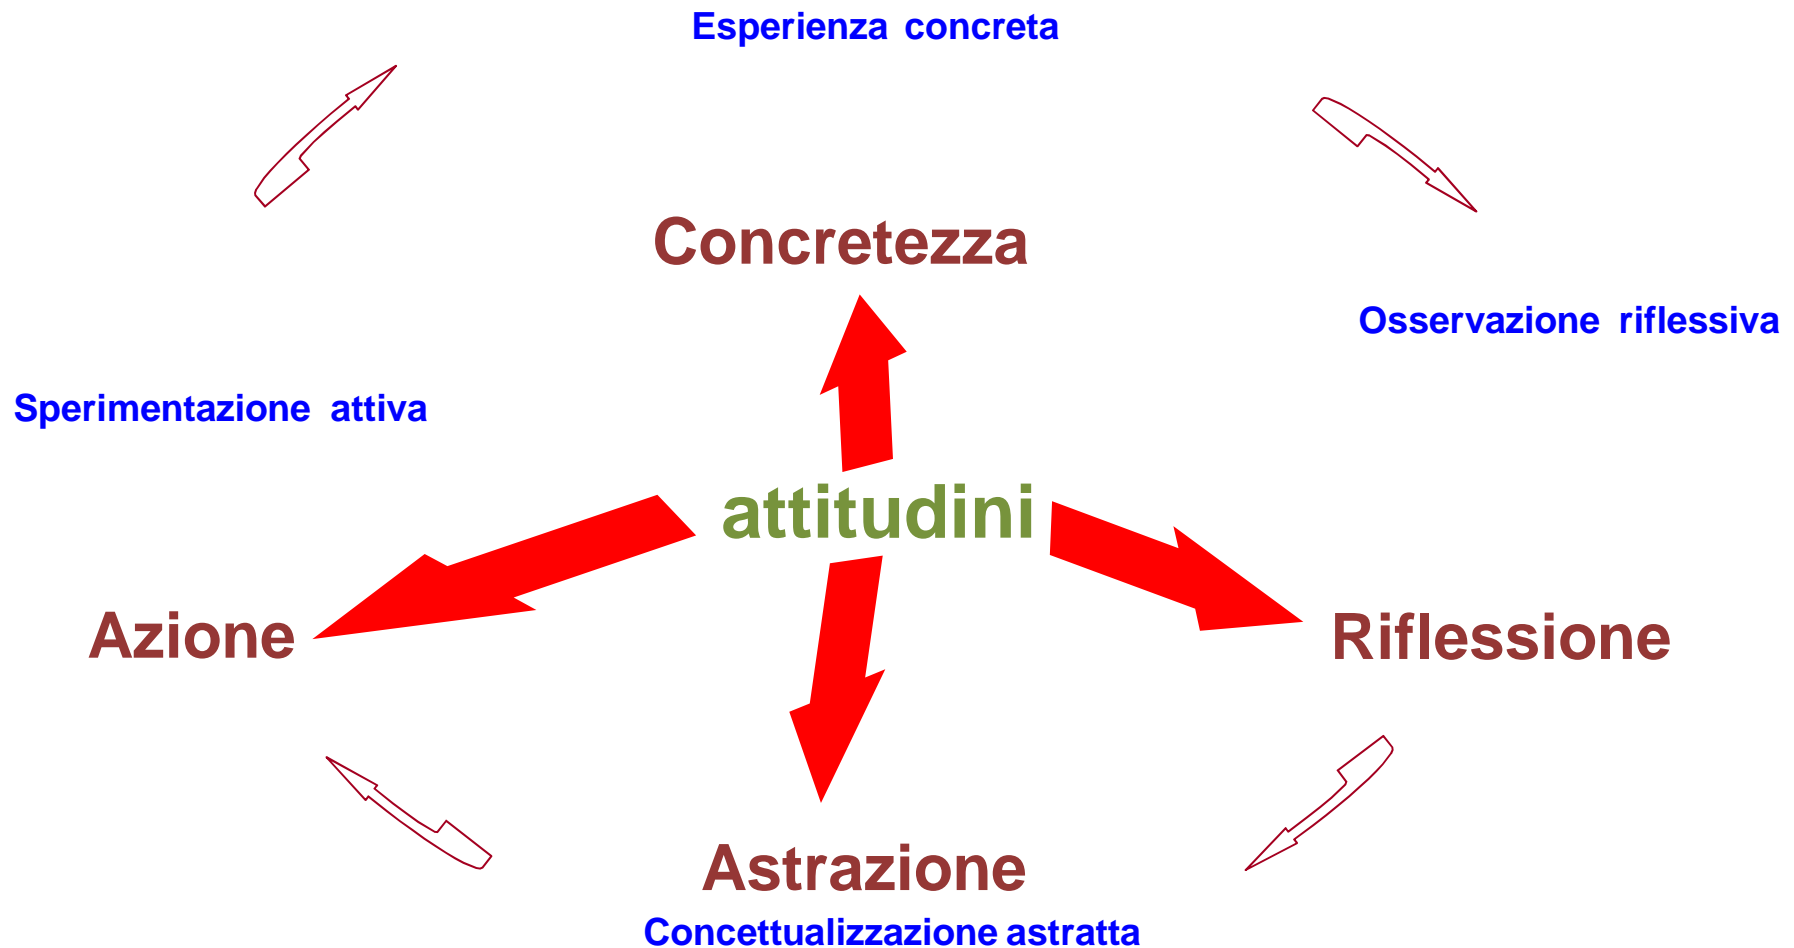 Esperienza concreta
Concretezza
Osservazione riflessiva
Sperimentazione attiva
attitudini
Azione
Riflessione
Astrazione
Concettualizzazione astratta